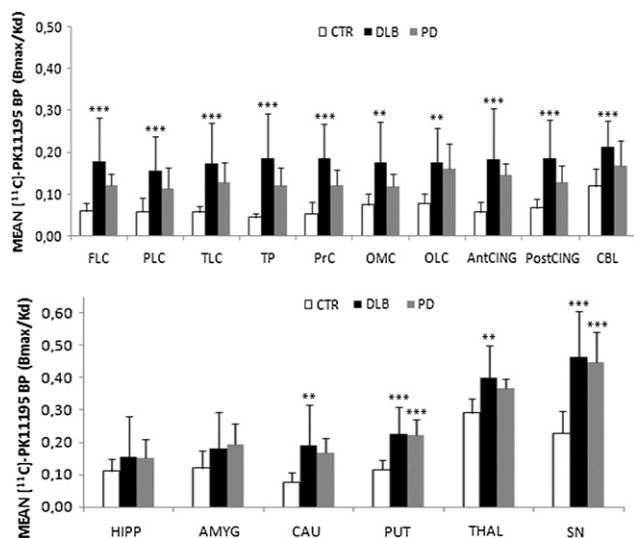 MEAN [¹¹C]-PK11195 BP (Bmax/Kd)
0,50
CTR DLB PD
0,40
0,30
*** *** *** *** *** ** ** *** *** ***
0,20
0,10
0,00
FLC PLC TLC TP PrC OMC OLC AntCING PostCING CBL
MEAN [¹¹C]-PK11195 BP (Bmax/Kd)
0,60
CTR DLB PD
*** ***
0,50
** 
0,40
** *** ***
0,30
0,20
0,10
0,00
HIPP AMYG CAU PUT THAL SN